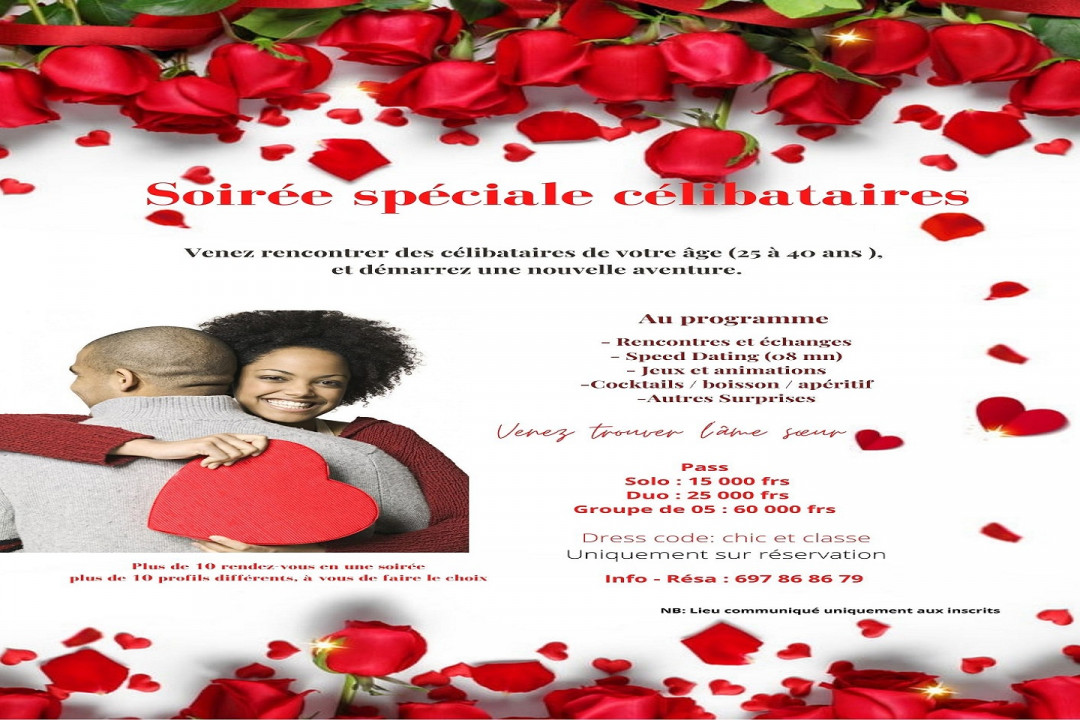 Soirée spéciale célibataires
Venez rencontrer des célibataires de votre âge (25 à 40 ans ),
et démarrez une nouvelle aventure.
Au programme
- Rencontres et échanges
- Speed Dating (08 mn)
- Jeux et animations
-Cocktails / boisson / apéritif
-Autres Surprises
Venez trouver l'âme sœur
Pass
Solo : 15 000 frs
Duo : 25 000 frs
Groupe de 05 : 60 000 frs
Dress code: chic et classe
Uniquement sur réservation
Info - Résa : 697 86 86 79
Plus de 10 rendez-vous en une soirée
plus de 10 profils différents, à vous de faire le choix
NB: Lieu communiqué uniquement aux inscrits